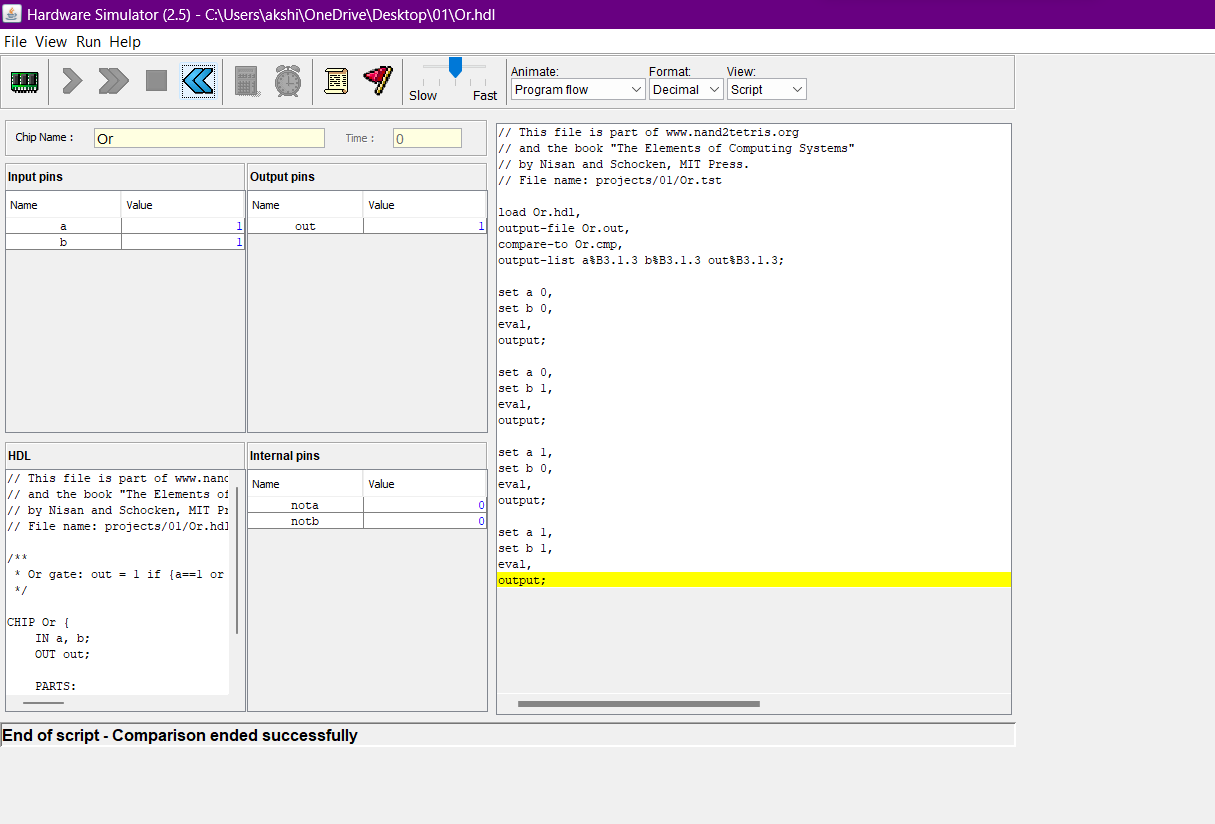 Hardware Simulator (2.5) - C:\Users\akshi\OneDrive\Desktop\01\Or.hdl
File View Run Help
Slow Fast
Animate:
Program flow
Format:
Decimal
View:
Script
Chip Name :
Or
Time :
0
Input pins
Name Value
a 1
b 1
Output pins
Name Value
out 1
HDL
// This file is part of www.nand
// and the book "The Elements of
// by Nisan and Schocken, MIT Pr
// File name: projects/01/Or.hdl
/**
* Or gate: out = 1 if {a==1 or
*/
CHIP Or {
IN a, b;
OUT out;
PARTS:
Internal pins
Name Value
nota 0
notb 0
// This file is part of www.nand2tetris.org
// and the book "The Elements of Computing Systems"
// by Nisan and Schocken, MIT Press.
// File name: projects/01/Or.tst
load Or.hdl,
output-file Or.out,
compare-to Or.cmp,
output-list a%B3.1.3 b%B3.1.3 out%B3.1.3;
set a 0,
set b 0,
eval,
output;
set a 0,
set b 1,
eval,
output;
set a 1,
set b 0,
eval,
output;
set a 1,
set b 1,
eval,
output;
End of script - Comparison ended successfully